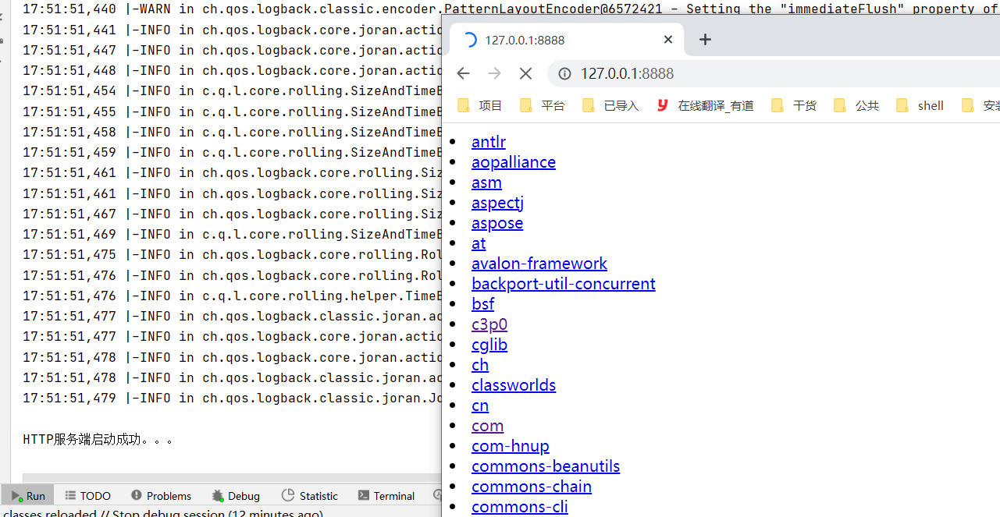 17:51:51,440 |-WARN in ch.qos.logback.classic.encoder.PatternLayoutEncoder@6572421 - Setting the "immediateFlush" property of
17:51:51,441 |-INFO in ch.qos.logback.core.joran.actio
17:51:51,447 |-INFO in ch.qos.logback.core.joran.actio
17:51:51,448 |-INFO in ch.qos.logback.core.joran.actio
17:51:51,454 |-INFO in c.q.l.core.rolling.SizeAndTimeB
17:51:51,455 |-INFO in c.q.l.core.rolling.SizeAndTimeB
17:51:51,458 |-INFO in c.q.l.core.rolling.SizeAndTimeB
17:51:51,459 |-INFO in c.q.l.core.rolling.SizeAndTimeB
17:51:51,461 |-INFO in ch.qos.logback.core.rolling.Siz
17:51:51,461 |-INFO in ch.qos.logback.core.rolling.Siz
17:51:51,467 |-INFO in ch.qos.logback.core.rolling.Siz
17:51:51,469 |-INFO in c.q.l.core.rolling.SizeAndTimeB
17:51:51,475 |-INFO in ch.qos.logback.core.rolling.Rol
17:51:51,476 |-INFO in ch.qos.logback.core.rolling.Rol
17:51:51,476 |-INFO in c.q.l.core.rolling.helper.TimeB
17:51:51,477 |-INFO in ch.qos.logback.classic.joran.ac
17:51:51,477 |-INFO in ch.qos.logback.core.joran.actio
17:51:51,478 |-INFO in ch.qos.logback.core.joran.actio
17:51:51,478 |-INFO in ch.qos.logback.classic.joran.ac
17:51:51,479 |-INFO in ch.qos.logback.classic.joran.Jo
HTTP服务端启动成功。。。
Run TODO Problems Debug Statistic Terminal
classes reloaded // Stop debug session (12 minutes ago)
127.0.0.1:8888
127.0.0.1:8888
项目 平台 已导入 在线翻译_有道 干货 公共 shell 安装
antlr
aopalliance
asm
aspectj
aspose
at
avalon-framework
backport-util-concurrent
bsf
c3p0
cglib
ch
classworlds
cn
com
com-hnup
commons-beanutils
commons-chain
commons-cli